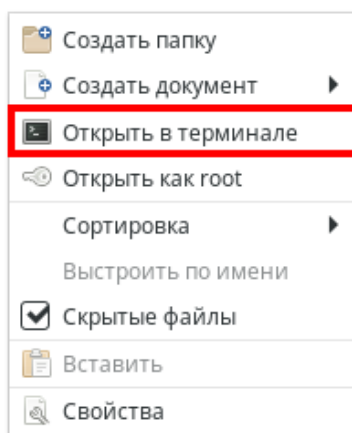 Создать папку
Создать документ
Открыть в терминале
Открыть как root
Сортировка
Выстроить по имени
Скрытые файлы
Вставить
Свойства